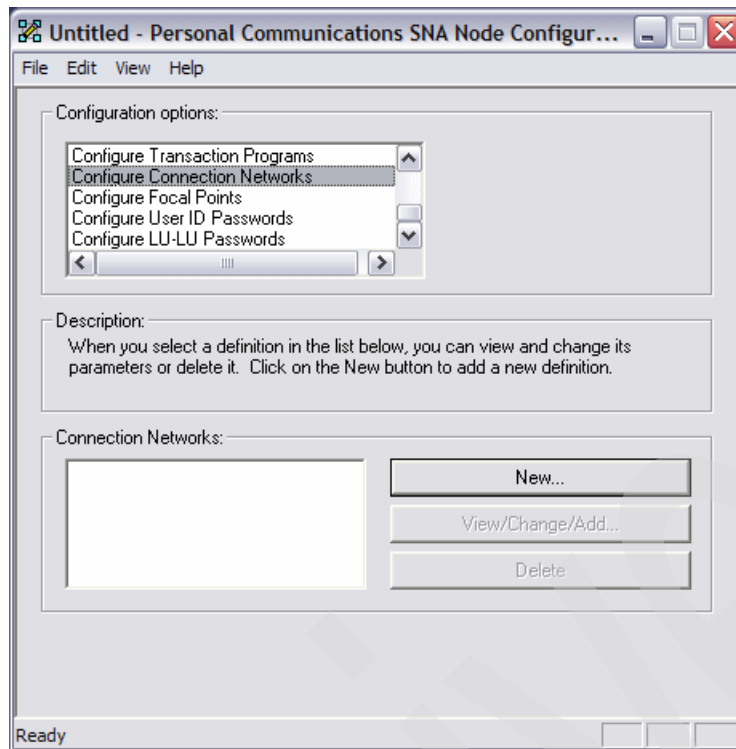 Untitled - Personal Communications SNA Node Configur...
File Edit View Help
Configuration options:
Configure Transaction Programs
Configure Connection Networks
Configure Focal Points
Configure User ID Passwords
Configure LU-LU Passwords
Description:
When you select a definition in the list below, you can view and change its
parameters or delete it. Click on the New button to add a new definition.
Connection Networks:
New...
View/Change/Add...
Delete
Ready